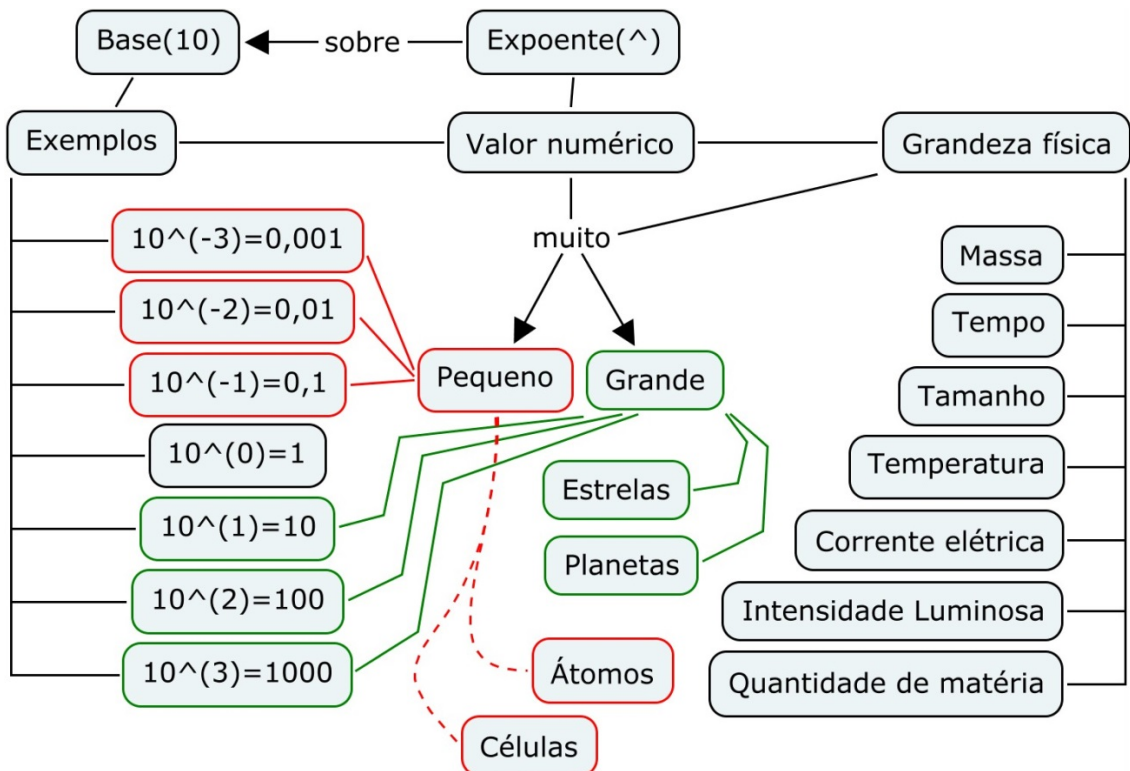 Base(10)
sobre
Expoente(^)
Exemplos
Valor numérico
Grandeza física
muito
10^(-3)=0,001
10^(-2)=0,01
10^(-1)=0,1
10^(0)=1
10^(1)=10
10^(2)=100
10^(3)=1000
Pequeno
Grande
Estrelas
Planetas
Átomos
Células
Massa
Tempo
Tamanho
Temperatura
Corrente elétrica
Intensidade Luminosa
Quantidade de matéria